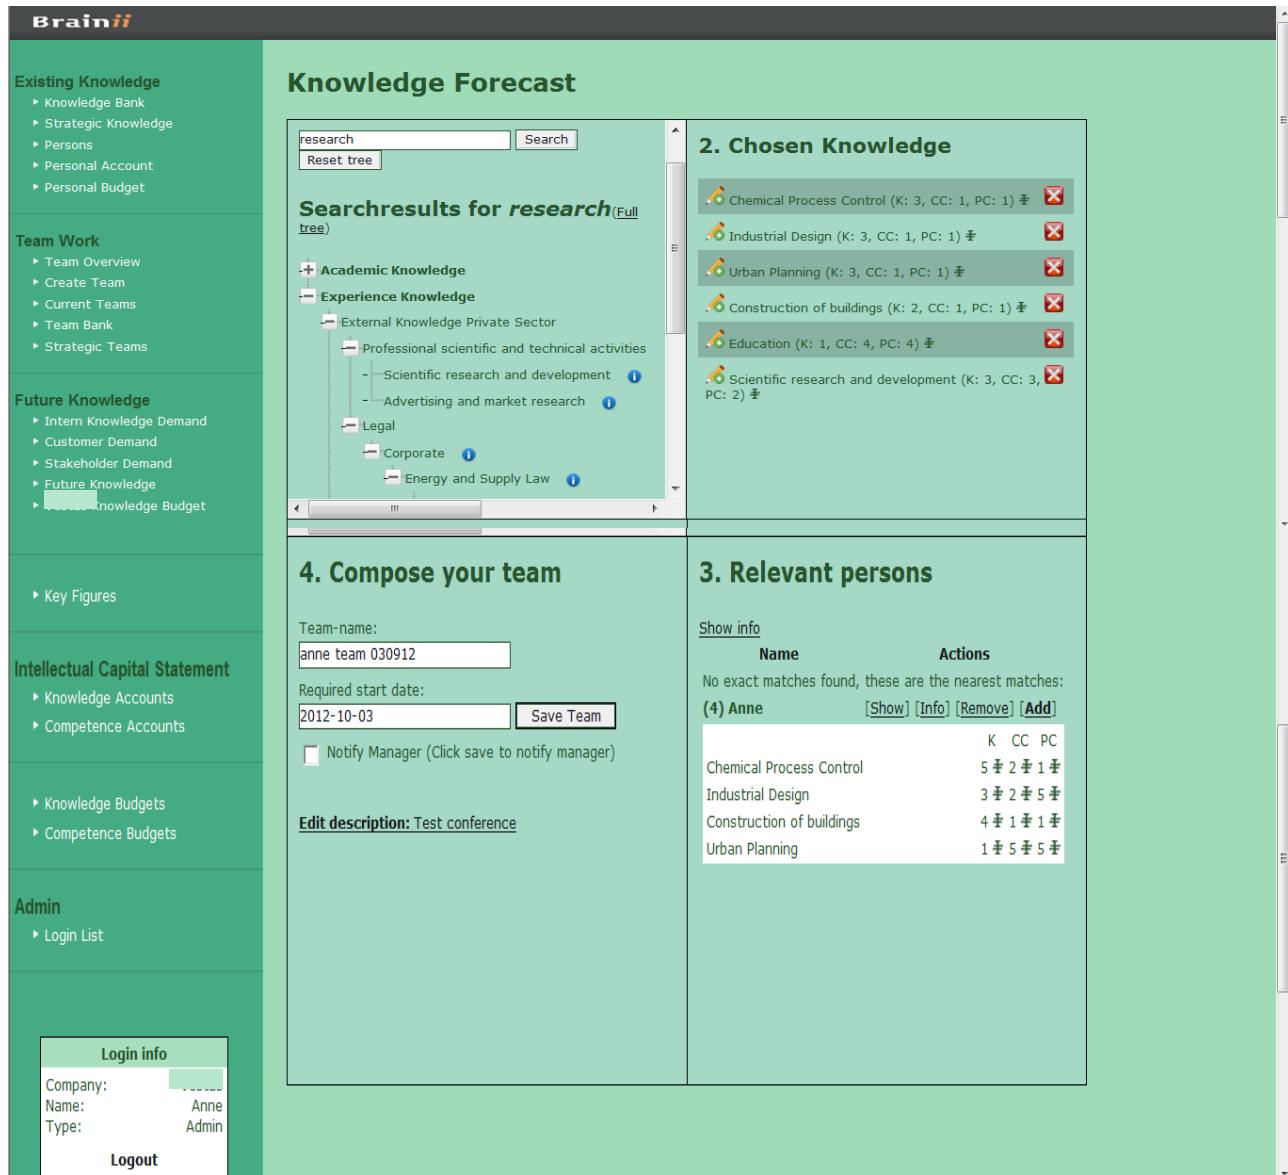 Brainii
Existing Knowledge
Knowledge Bank
Strategic Knowledge
Persons
Personal Account
Personal Budget
Team Work
Team Overview
Create Team
Current Teams
Team Bank
Strategic Teams
Future Knowledge
Intern Knowledge Demand
Customer Demand
Stakeholder Demand
Future Knowledge
Knowledge Budget
Key Figures
Intellectual Capital Statement
Knowledge Accounts
Competence Accounts
Knowledge Budgets
Competence Budgets
Admin
Login List
Login info
Company:
Name: Anne
Type: Admin
Logout
Knowledge Forecast
research Search
Reset tree
Searchresults for research(Full
tree)
Academic Knowledge
Experience Knowledge
External Knowledge Private Sector
Professional scientific and technical activities
Scientific research and development
Advertising and market research
Legal
Corporate
Energy and Supply Law
2. Chosen Knowledge
Chemical Process Control (K: 3, CC: 1, PC: 1)
Industrial Design (K: 3, CC: 1, PC: 1)
Urban Planning (K: 3, CC: 1, PC: 1)
Construction of buildings (K: 2, CC: 1, PC: 1)
Education (K: 1, CC: 4, PC: 4)
Scientific research and development (K: 3, CC: 3,
PC: 2)
4. Compose your team
Team-name:
anne team 030912
Required start date:
2012-10-03 Save Team
Notify Manager (Click save to notify manager)
Edit description: Test conference
3. Relevant persons
Show info
Name Actions
No exact matches found, these are the nearest matches:
(4) Anne [Show] [Info] [Remove] [Add]
K CC PC
Chemical Process Control 5 2 1
Industrial Design 3 2 5
Construction of buildings 4 1 1
Urban Planning 1 5 5